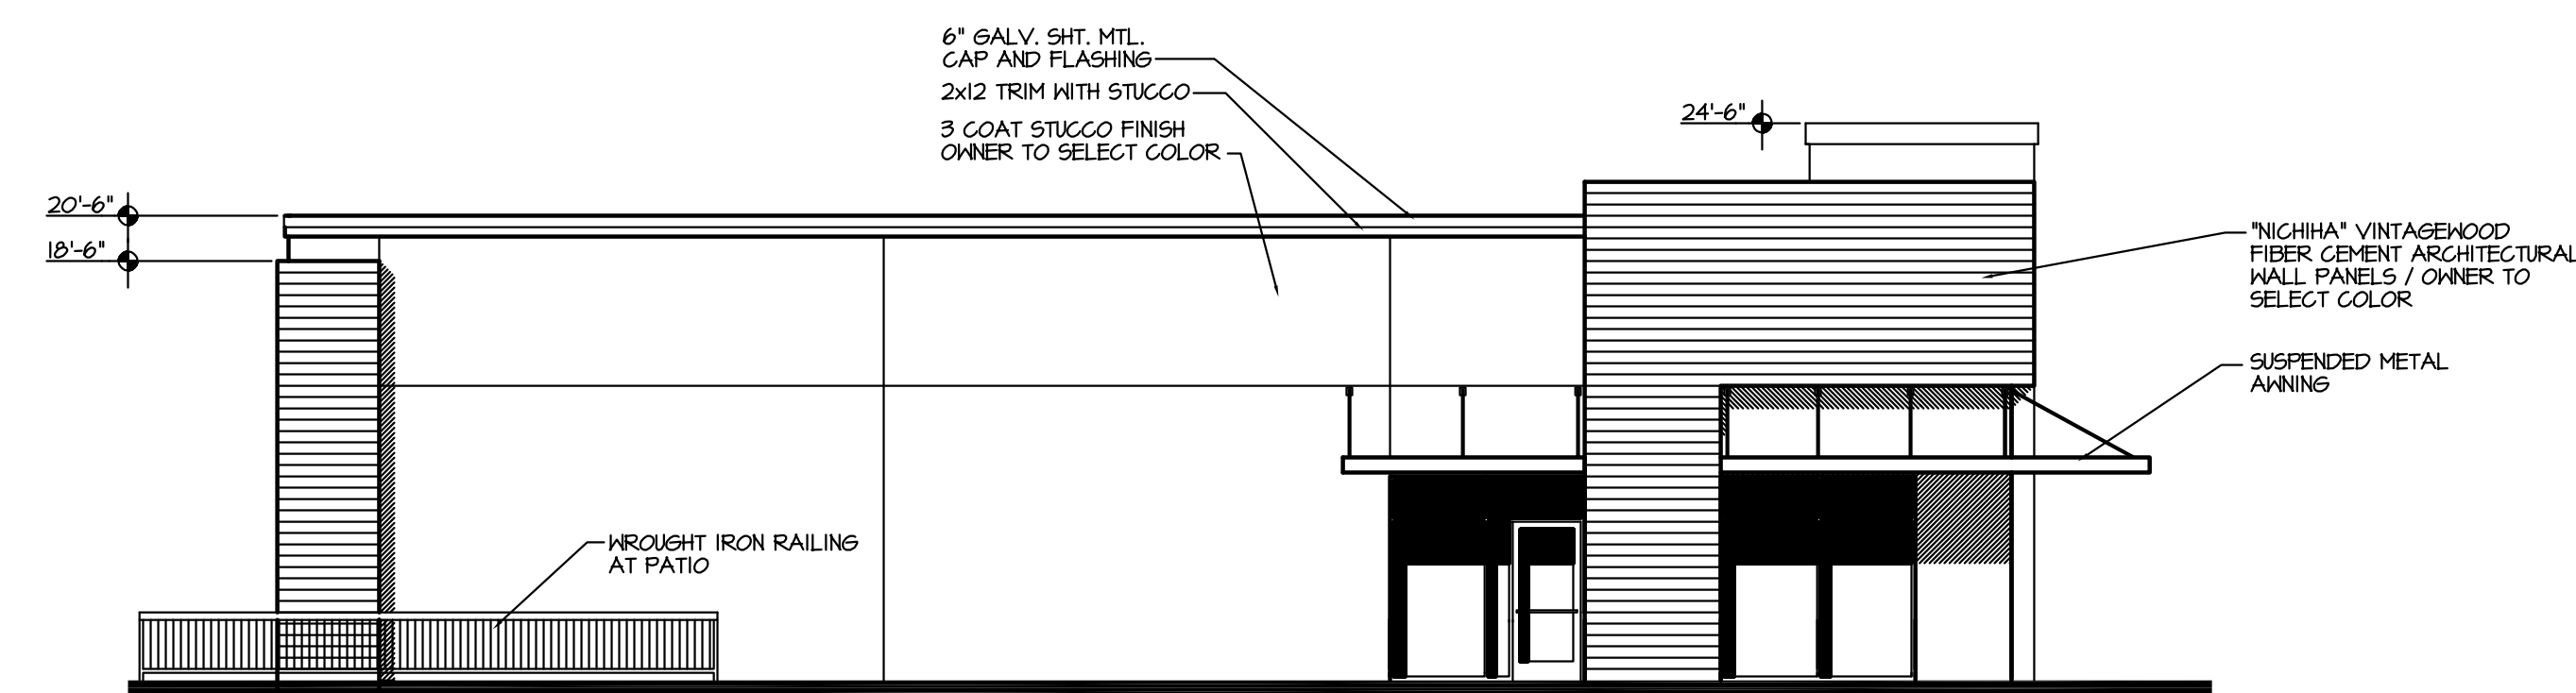 6" GALV. SHT. MTL.
CAP AND FLASHING
2x12 TRIM WITH STUCCO
3 COAT STUCCO FINISH
OWNER TO SELECT COLOR
24'-6"
20'-6"
18'-6"
"NICHIHA" VINTAGEWOOD
FIBER CEMENT ARCHITECTURAL
WALL PANELS / OWNER TO
SELECT COLOR
SUSPENDED METAL
AWNING
WROUGHT IRON RAILING
AT PATIO